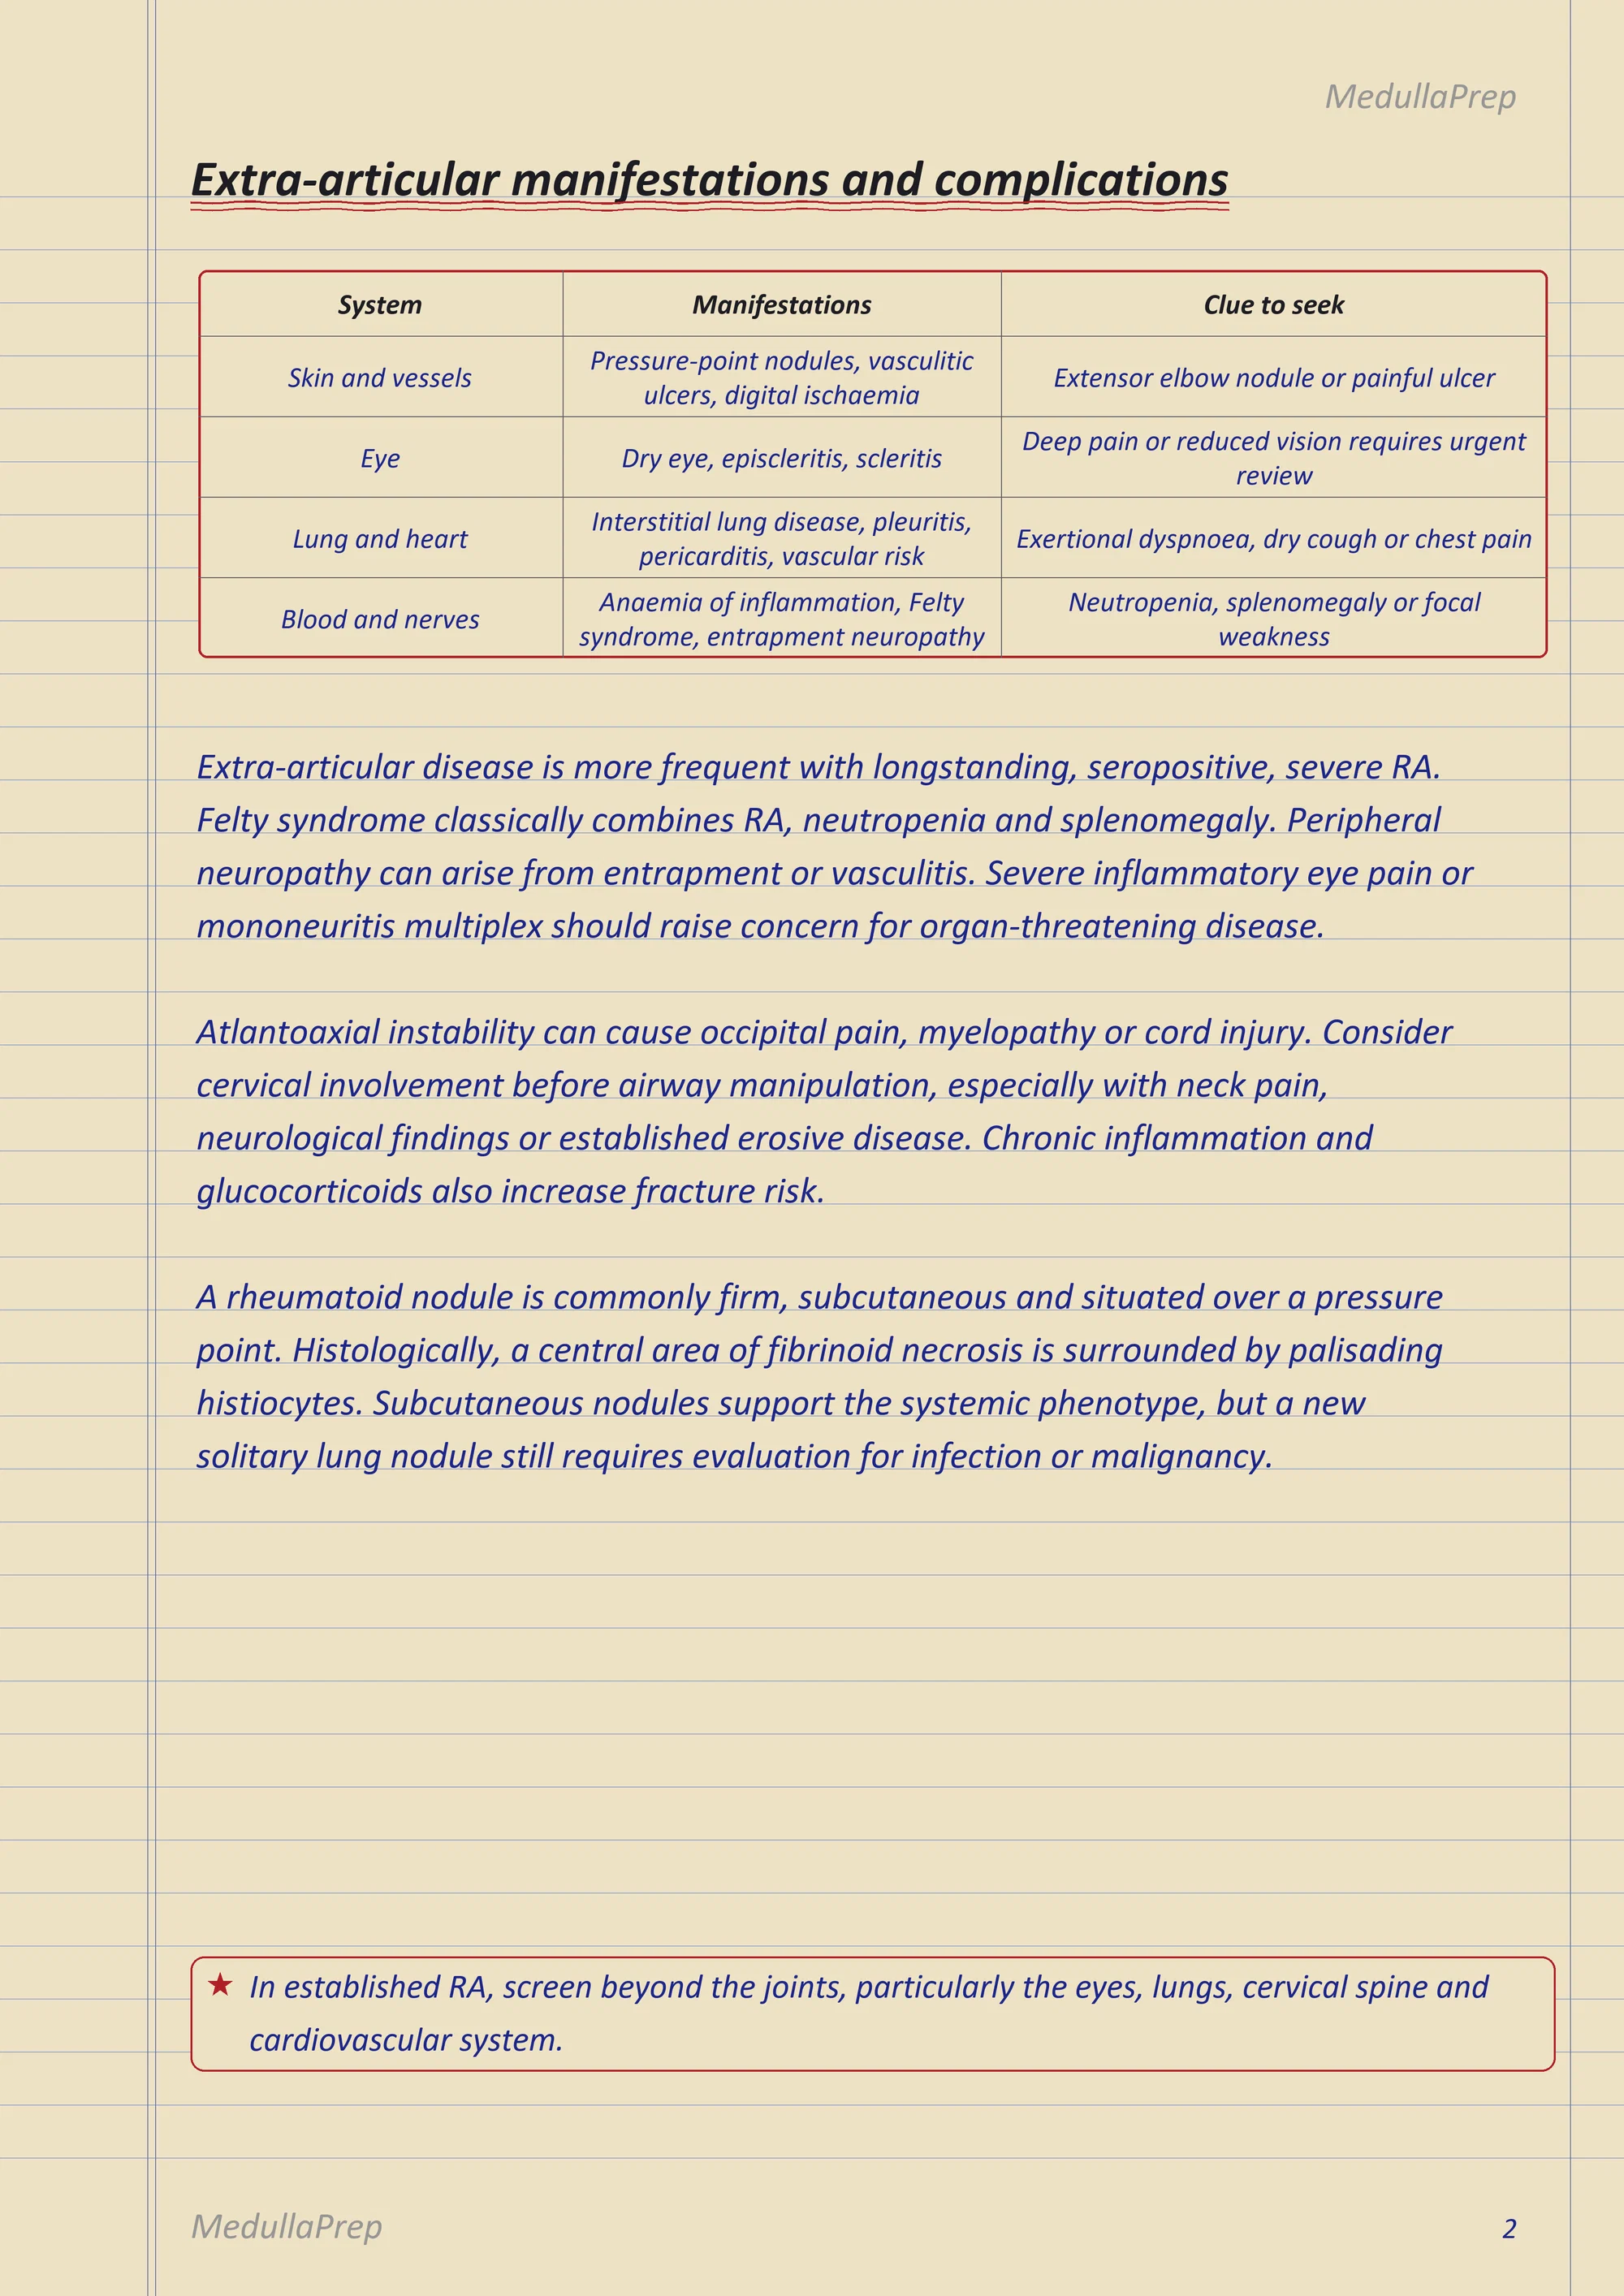 MedullaPrep
Extra-articular manifestations and complications
System Manifestations Clue to seek
Skin and vessels
Pressure-point nodules, vasculitic
ulcers, digital ischaemia
Extensor elbow nodule or painful ulcer
Eye
Dry eye, episcleritis, scleritis
Deep pain or reduced vision requires urgent
review
Lung and heart
Interstitial lung disease, pleuritis,
pericarditis, vascular risk
Exertional dyspnoea, dry cough or chest pain
Blood and nerves
Anaemia of inflammation, Felty
syndrome, entrapment neuropathy
Neutropenia, splenomegaly or focal
weakness
Extra-articular disease is more frequent with longstanding, seropositive, severe RA.
Felty syndrome classically combines RA, neutropenia and splenomegaly. Peripheral
neuropathy can arise from entrapment or vasculitis. Severe inflammatory eye pain or
mononeuritis multiplex should raise concern for organ-threatening disease.
Atlantoaxial instability can cause occipital pain, myelopathy or cord injury. Consider
cervical involvement before airway manipulation, especially with neck pain,
neurological findings or established erosive disease. Chronic inflammation and
glucocorticoids also increase fracture risk.
A rheumatoid nodule is commonly firm, subcutaneous and situated over a pressure
point. Histologically, a central area of fibrinoid necrosis is surrounded by palisading
histiocytes. Subcutaneous nodules support the systemic phenotype, but a new
solitary lung nodule still requires evaluation for infection or malignancy.
★ In established RA, screen beyond the joints, particularly the eyes, lungs, cervical spine and
cardiovascular system.
MedullaPrep 2